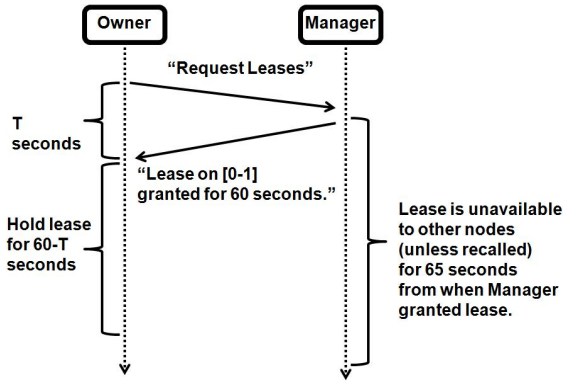 Owner
Manager
“Request Leases”
T
seconds
“Lease on [0-1]
granted for 60 seconds.”
Hold lease
for 60-T
seconds
Lease is unavailable
to other nodes
(unless recalled)
for 65 seconds
from when Manager
granted lease.